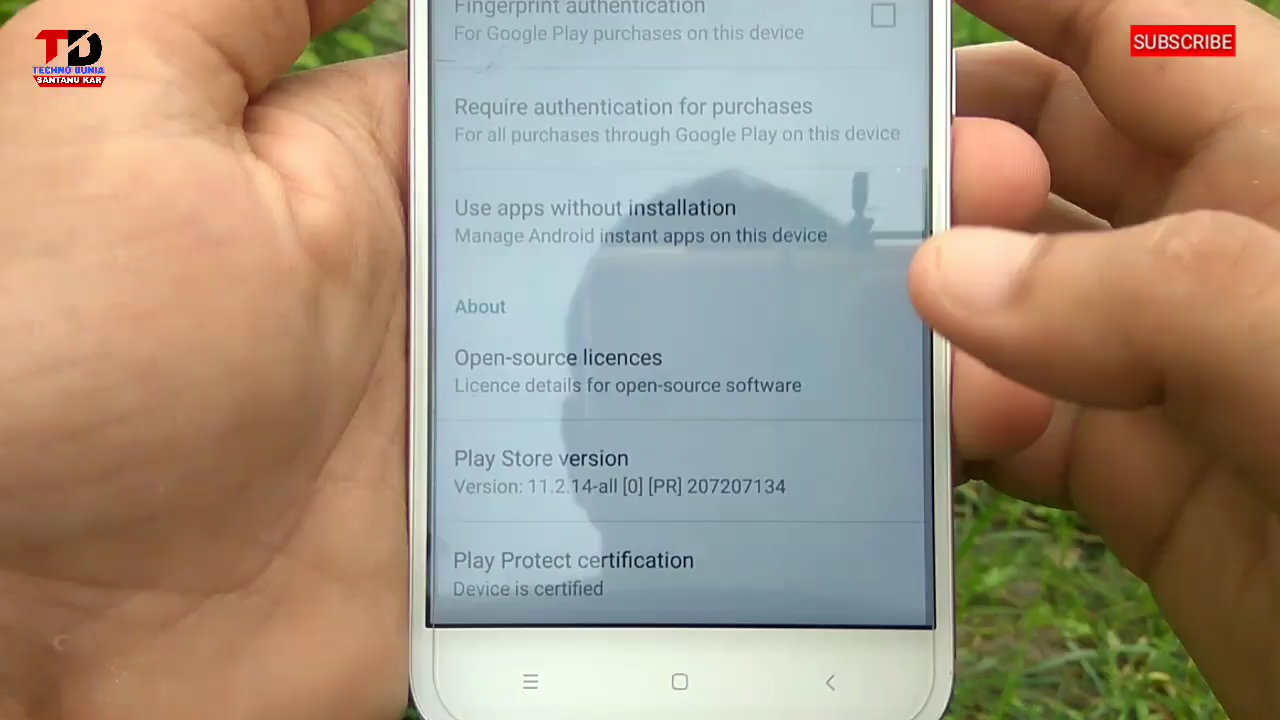 Fingerprint authentication
For Google Play purchases on this device
TD
TECHNO DUNIA
SANTANU KAR
SUBSCRIBE
Require authentication for purchases
For all purchases through Google Play on this device
Use apps without installation
Manage Android instant apps on this device
About
Open-source licences
Licence details for open-source software
Play Store version
Version: 11.2.14-all [0] [PR] 207207134
Play Protect certification
Device is certified